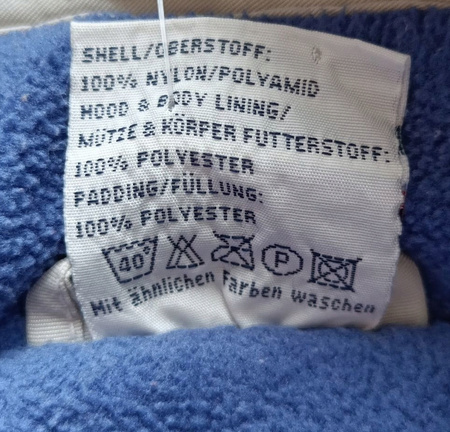 SHELL/OBERSTOFF:
100% NYLON/POLYAMID
HOOD & BODY LINING/
MÜTZE & KÖRPER FUTTERSTOFF:
100% POLYESTER
PADDING/FÜLLUNG:
100% POLYESTER
40 P
Mit ähnlichen Farben waschen